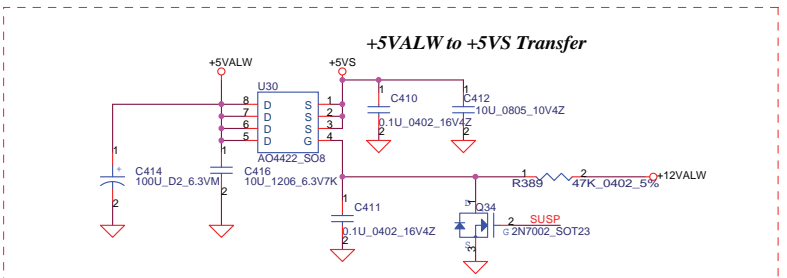 +5VALW to +5VS Transfer
+5VALW
+5VS
U30
8 D S 1
7 D S 2
6 D S 3
5 D G 4
AO4422_SO8
1
C410
2
0.1U_0402_16V4Z
1
C412
2
10U_0805_10V4Z
1
+
C414
100U_D2_6.3VM
2
1
C416
10U_1206_6.3V7K
2
1
R389
2
47K_0402_5%
+12VALW
1
C411
0.1U_0402_16V4Z
2
D
1
Q34
SUSP
2
G
2N7002_SOT23
S
3